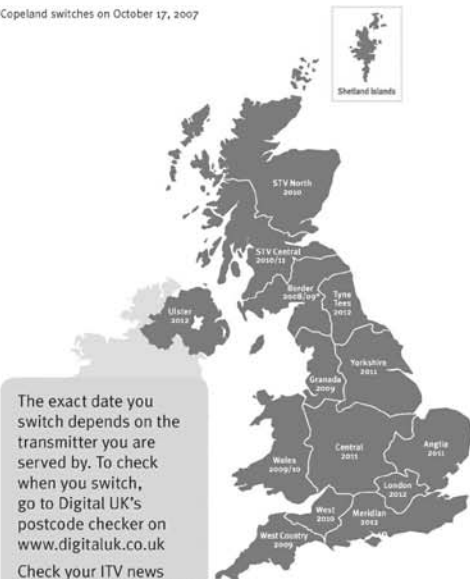 Copeland switches on October 17, 2007
Shetland Islands
STV North
2010
STV Central
2010/11
Border
2008/09*
Tyne
Tees
2012
Ulster
2012
Yorkshire
2011
Granada
2009
Wales
2009/10
Central
2011
Anglia
2011
London
2012
West
2010
Meridian
2012
West Country
2009
The exact date you
switch depends on the
transmitter you are
served by. To check
when you switch,
go to Digital UK's
postcode checker on
www.digitaluk.co.uk
Check your ITV news